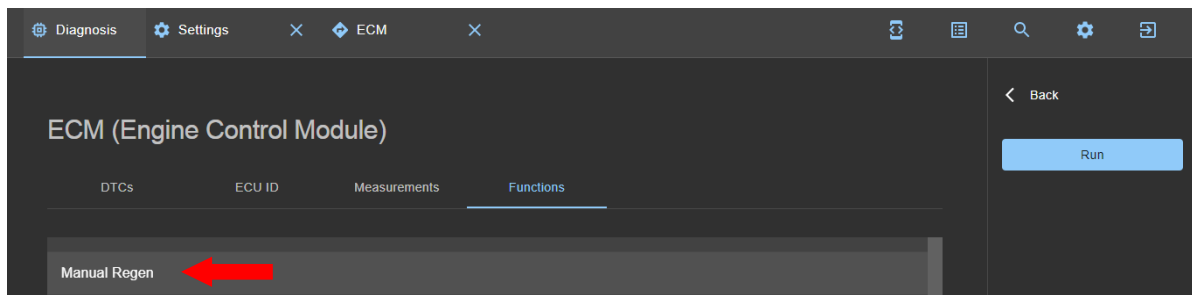 Diagnosis Settings ECM
Back
ECM (Engine Control Module)
Run
DTCs ECU ID Measurements Functions
Manual Regen